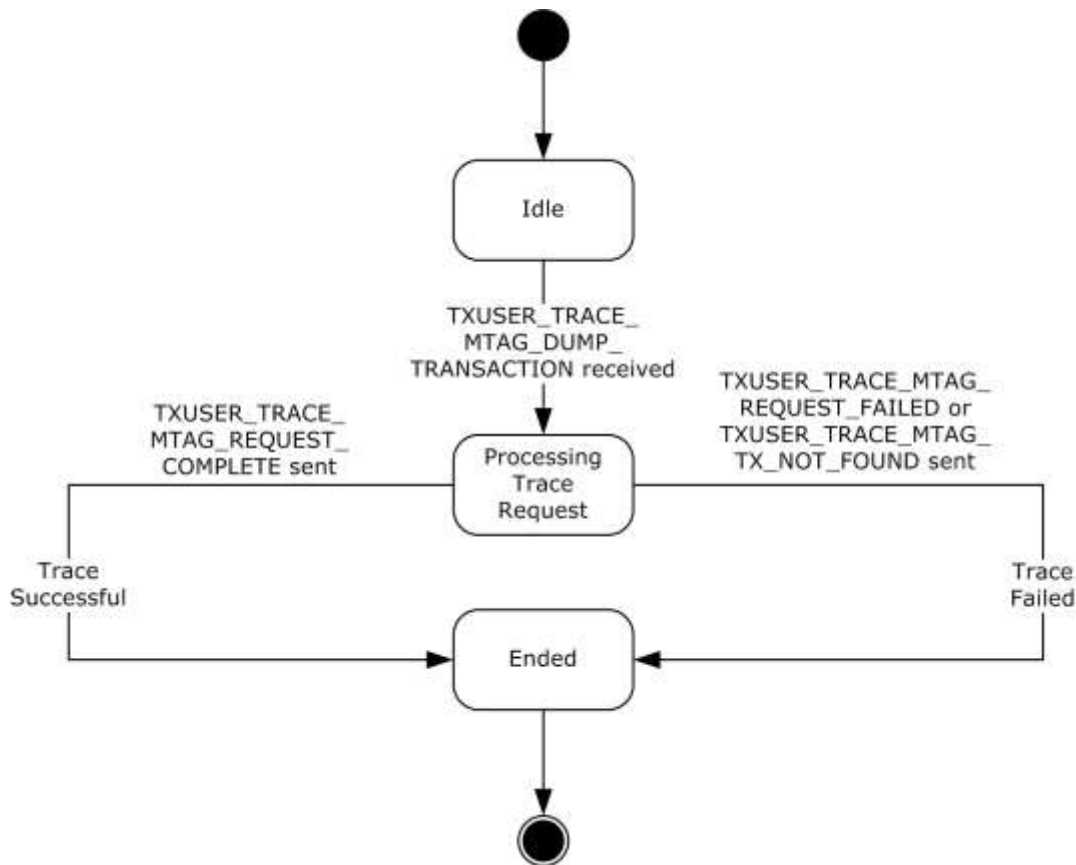 Idle
TXUSER_TRACE_
MTAG_DUMP_
TRANSACTION received
TXUSER_TRACE_
MTAG_REQUEST_
COMPLETE sent
TXUSER_TRACE_MTAG_
REQUEST_FAILED or
TXUSER_TRACE_MTAG_
TX_NOT_FOUND sent
Processing
Trace
Request
Trace
Successful
Trace
Failed
Ended